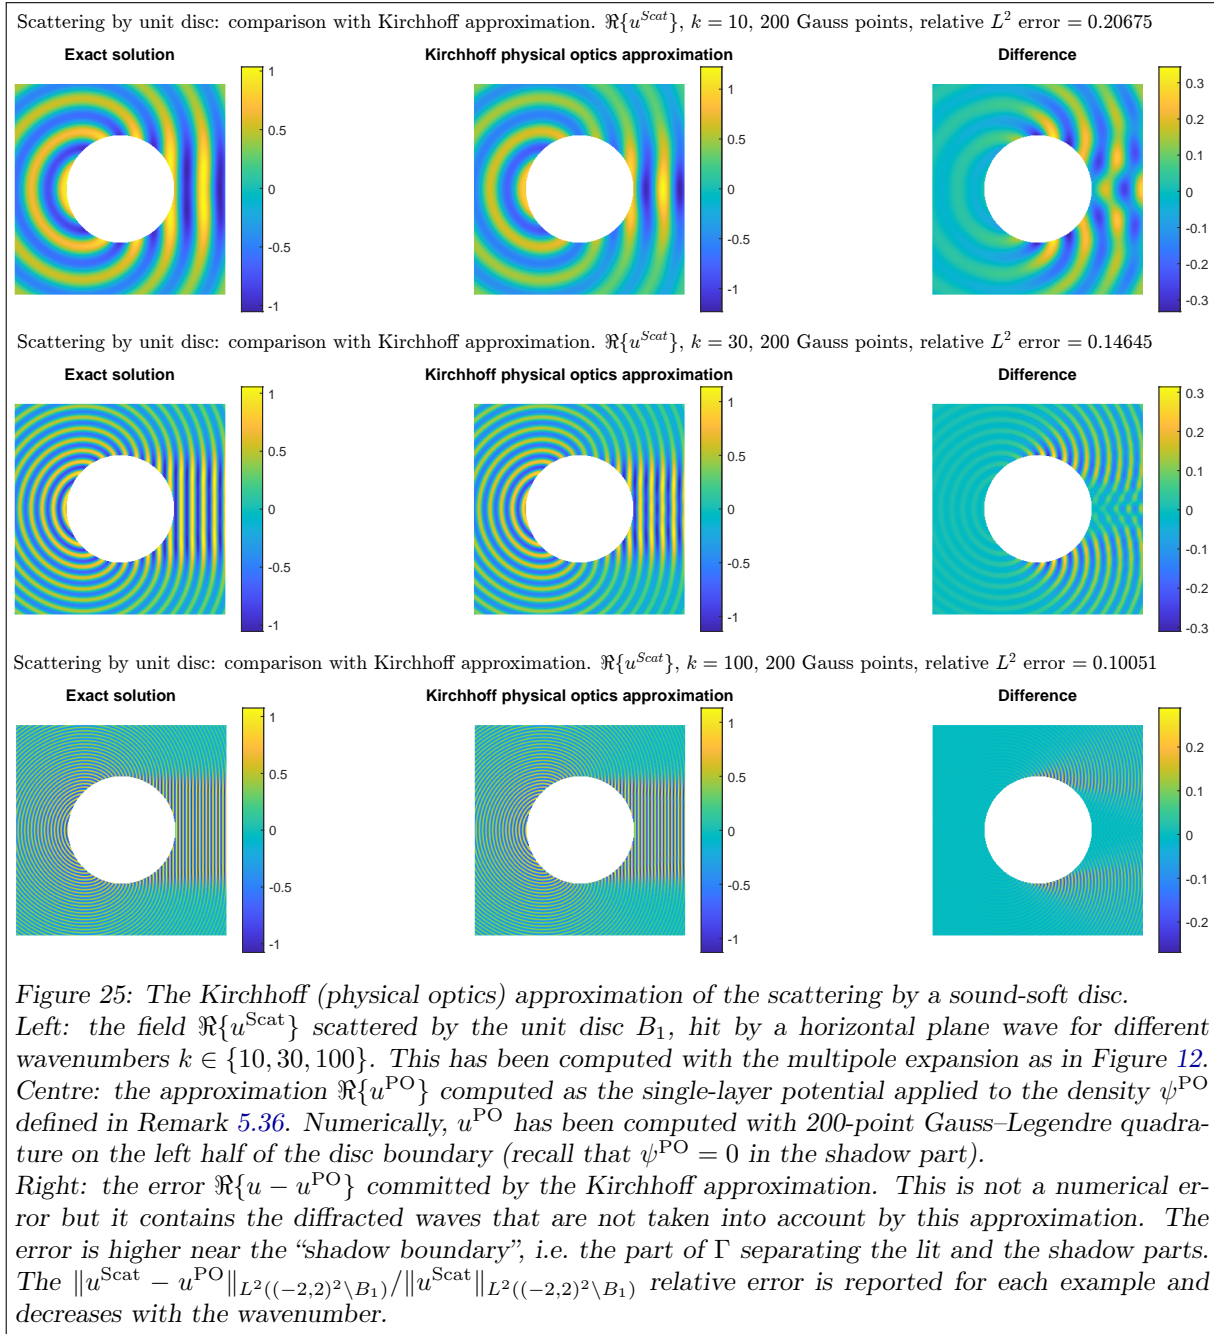 Scattering by unit disc: comparison with Kirchhoff approximation. ℜ{u^{Scat}}, k = 10, 200 Gauss points, relative L² error = 0.20675
Exact solution
Kirchhoff physical optics approximation
Difference
1
0.5
0
-0.5
-1
1
0.5
0
-0.5
-1
0.3
0.2
0.1
0
-0.1
-0.2
-0.3
Scattering by unit disc: comparison with Kirchhoff approximation. ℜ{u^{Scat}}, k = 30, 200 Gauss points, relative L² error = 0.14645
Exact solution
Kirchhoff physical optics approximation
Difference
1
0.5
0
-0.5
-1
1
0.5
0
-0.5
-1
0.3
0.2
0.1
0
-0.1
-0.2
-0.3
Scattering by unit disc: comparison with Kirchhoff approximation. ℜ{u^{Scat}}, k = 100, 200 Gauss points, relative L² error = 0.10051
Exact solution
Kirchhoff physical optics approximation
Difference
1
0.5
0
-0.5
-1
1
0.5
0
-0.5
-1
0.2
0.1
0
-0.1
-0.2
Figure 25: The Kirchhoff (physical optics) approximation of the scattering by a sound-soft disc.
Left: the field ℜ{u^{Scat}} scattered by the unit disc B₁, hit by a horizontal plane wave for different
wavenumbers k ∈ {10, 30, 100}. This has been computed with the multipole expansion as in Figure 12.
Centre: the approximation ℜ{u^{PO}} computed as the single-layer potential applied to the density ψ^{PO}
defined in Remark 5.36. Numerically, u^{PO} has been computed with 200-point Gauss–Legendre quadra-
ture on the left half of the disc boundary (recall that ψ^{PO} = 0 in the shadow part).
Right: the error ℜ{u − u^{PO}} committed by the Kirchhoff approximation. This is not a numerical er-
ror but it contains the diffracted waves that are not taken into account by this approximation. The
error is higher near the “shadow boundary”, i.e. the part of Γ separating the lit and the shadow parts.
The ‖u^{Scat} − u^{PO}‖_{L²((−2,2)²\B₁)}/‖u^{Scat}‖_{L²((−2,2)²\B₁)} relative error is reported for each example and
decreases with the wavenumber.